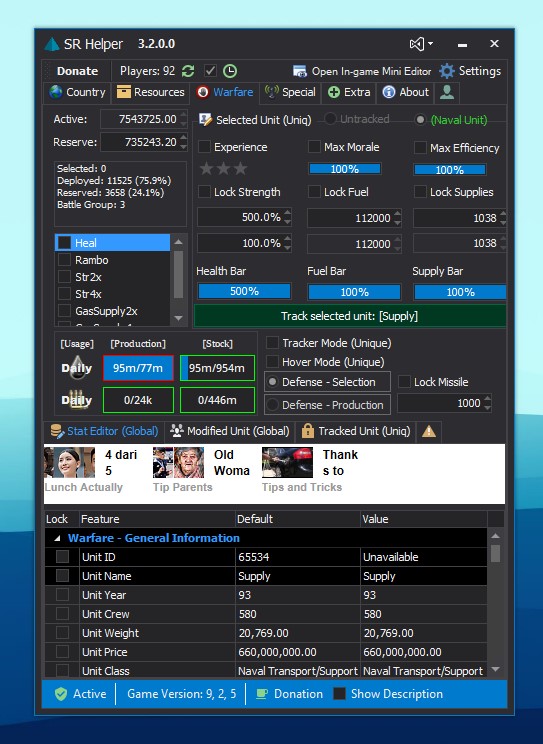 SR Helper 3.2.0.0
Donate Players: 92 Open In-game Mini Editor Settings
Country Resources Warfare Special Extra About
Active: 7543725.00
Reserve: 735243.20
Selected: 0
Deployed: 11525 (75.9%)
Reserved: 3658 (24.1%)
Battle Group: 3
Heal
Rambo
Str2x
Str4x
GasSupply2x
Selected Unit (Uniq) Untracked (Naval Unit)
Experience Max Morale Max Efficiency
100% 100%
Lock Strength Lock Fuel Lock Supplies
500.0% 112000 1038
100.0% 112000 1038
Health Bar Fuel Bar Supply Bar
500% 100% 100%
Track selected unit: [Supply]
[Usage] [Production] [Stock]
Daily 95m/77m 95m/954m
Daily 0/24k 0/446m
Tracker Mode (Unique)
Hover Mode (Unique)
Defense - Selection Lock Missile
Defense - Production 1000
Stat Editor (Global) Modified Unit (Global) Tracked Unit (Uniq)
4 dari
5
Lunch Actually
Old
Woma
Tip Parents
Thank
s to
Tips and Tricks
Lock Feature Default Value
Warfare - General Information
Unit ID 65534 Unavailable
Unit Name Supply Supply
Unit Year 93 93
Unit Crew 580 580
Unit Weight 20,769.00 20,769.00
Unit Price 660,000,000.00 660,000,000.00
Unit Class Naval Transport/Support Naval Transport/Support
Active Game Version: 9, 2, 5 Donation Show Description